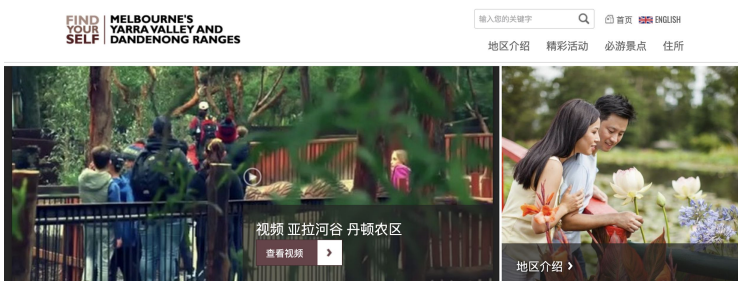 FIND YOUR SELF
MELBOURNE'S YARRA VALLEY AND DANDENONG RANGES
输入您的关键字
首页 ENGLISH
地区介绍 精彩活动 必游景点 住所
视频 亚拉河谷 丹顿农区
查看视频
地区介绍